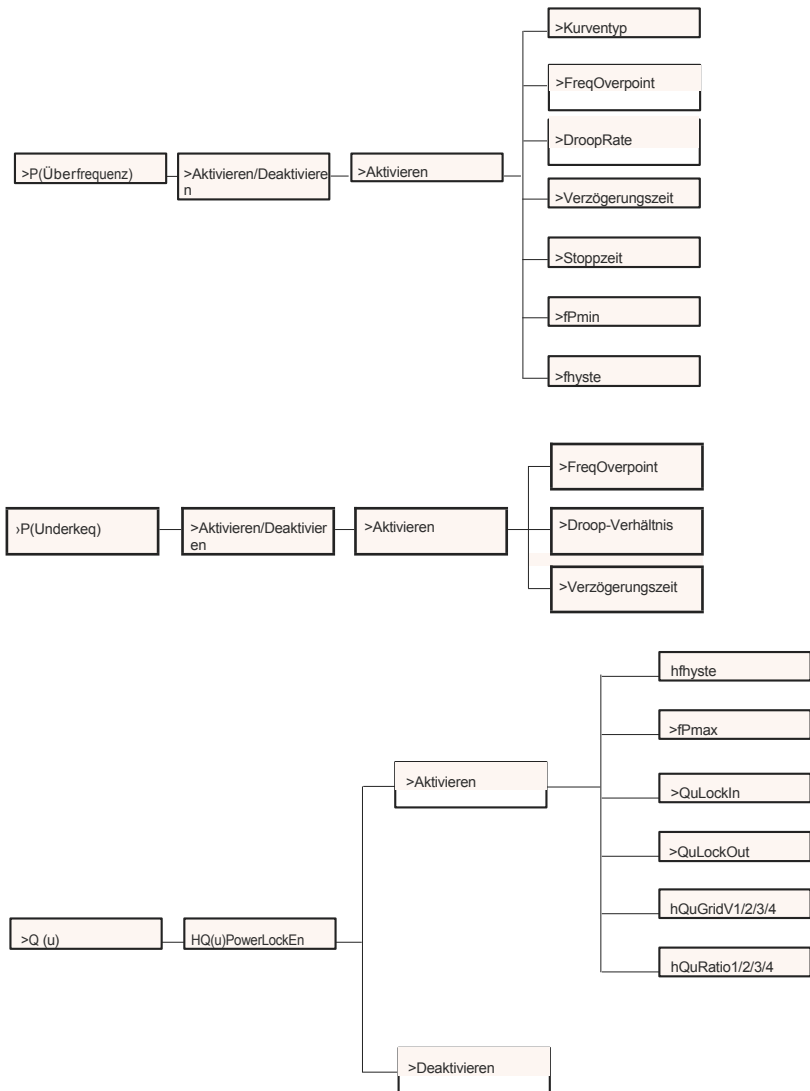 >Kurventyp
>FreqOverpoint
>DroopRate
>P(Überfrequenz)
>Aktivieren/Deaktiviere
n
>Aktivieren
>Verzögerungszeit
>Stoppzeit
>fPmin
>fhyste
>FreqOverpoint
›P(Underkeq)
>Aktivieren/Deaktivier
en
>Aktivieren
>Droop-Verhältnis
>Verzögerungszeit
hfhyste
>fPmax
>Aktivieren
>QuLockIn
>QuLockOut
>Q (u)
HQ(u)PowerLockEn
hQuGridV1/2/3/4
hQuRatio1/2/3/4
>Deaktivieren